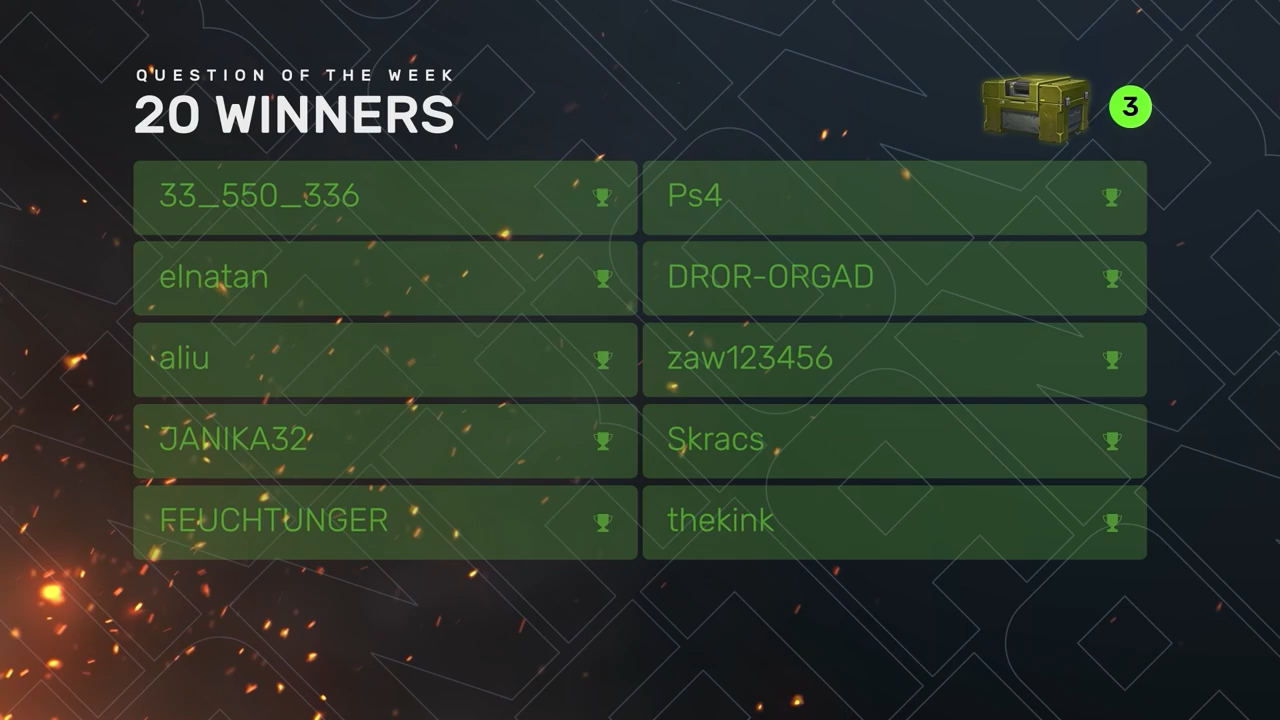 QUESTION OF THE WEEK
20 WINNERS
3
33_550_336
Ps4
elnatan
DROR-ORGAD
aliu
zaw123456
JANIKA32
Skracs
FEUCHTUNGER
thekink